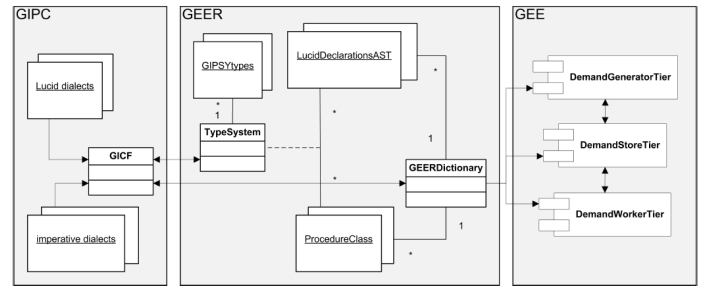 GIPC
GEER
GEE
Lucid dialects
GIPSYtypes
LucidDeclarationsAST
DemandGeneratorTier
*
1
*
*
TypeSystem
1
DemandStoreTier
GICF
GEERDictionary
*
DemandWorkerTier
imperative dialects
ProcedureClass
1
*